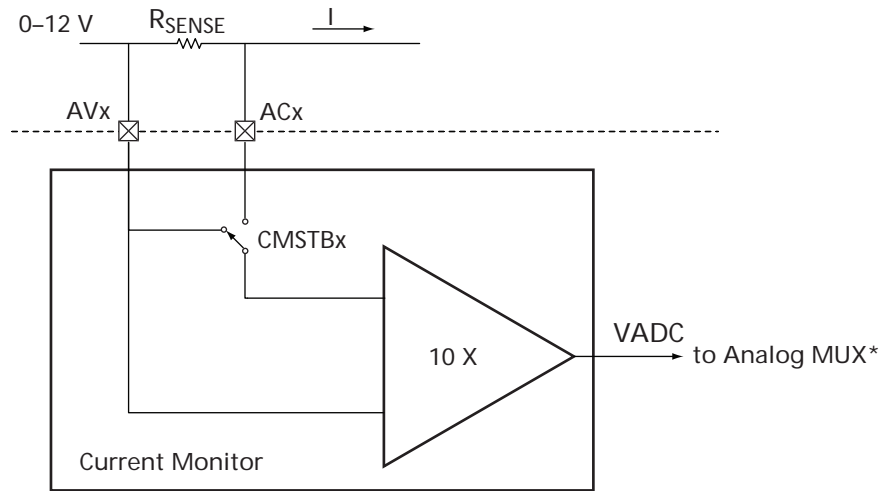 0–12 V
RSENSE
I
AVx
ACx
CMSTBx
10 X
VADC
to Analog MUX*
Current Monitor